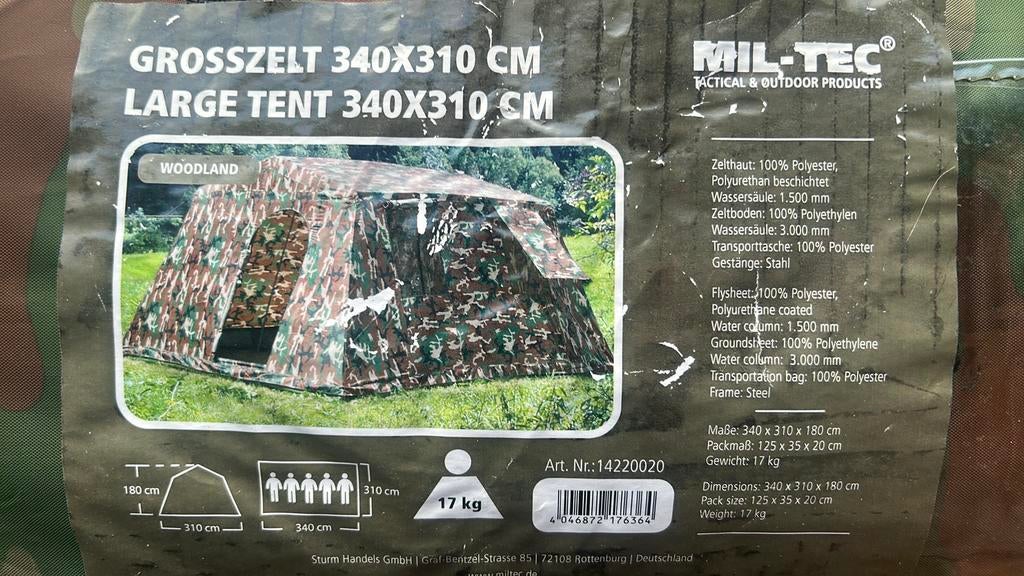 GROSSZELT 340X310 CM
LARGE TENT 340X310 CM
WOODLAND
MIL-TEC®
TACTICAL & OUTDOOR PRODUCTS
Zelthaut: 100% Polyester,
Polyurethan beschichtet
Wassersäule: 1.500 mm
Zeltboden: 100% Polyethylen
Wassersäule: 3.000 mm
Transporttasche: 100% Polyester
Gestänge: Stahl
Flysheet: 100% Polyester,
Polyurethane coated
Water column: 1.500 mm
Groundsheet: 100% Polyethylene
Water column: 3.000 mm
Transportation bag: 100% Polyester
Frame: Steel
Maße: 340 x 310 x 180 cm
Packmaß: 125 x 35 x 20 cm
Gewicht: 17 kg
Dimensions: 340 x 310 x 180 cm
Pack size: 125 x 35 x 20 cm
Weight: 17 kg
180 cm
310 cm
310 cm
340 cm
17 kg
Art. Nr.:14220020
4 046872 176364
Sturm Handels GmbH | Graf-Bentzel-Strasse 85 | 72108 Rottenburg | Deutschland
www.miltec.de